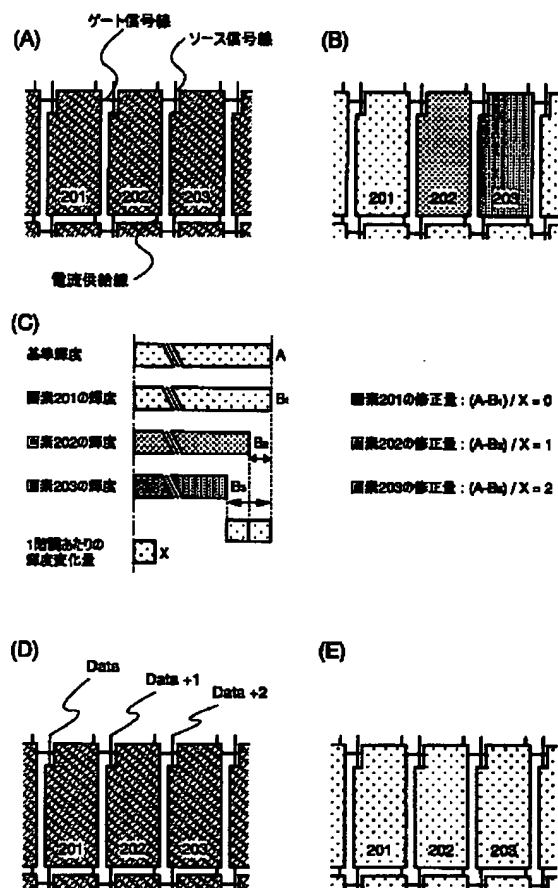 (A)
ゲート信号線
ソース信号線
201
202
203
電流供給線
(B)
201
202
203
(C)
基準輝度
A
画素201の輝度
B₁
画素202の輝度
B₂
画素203の輝度
B₃
1階調あたりの
輝度変化量
X
画素201の修正量 : (A-B₁) / X = 0
画素202の修正量 : (A-B₂) / X = 1
画素203の修正量 : (A-B₃) / X = 2
(D)
Data
Data +1
Data +2
201
202
203
(E)
201
202
203